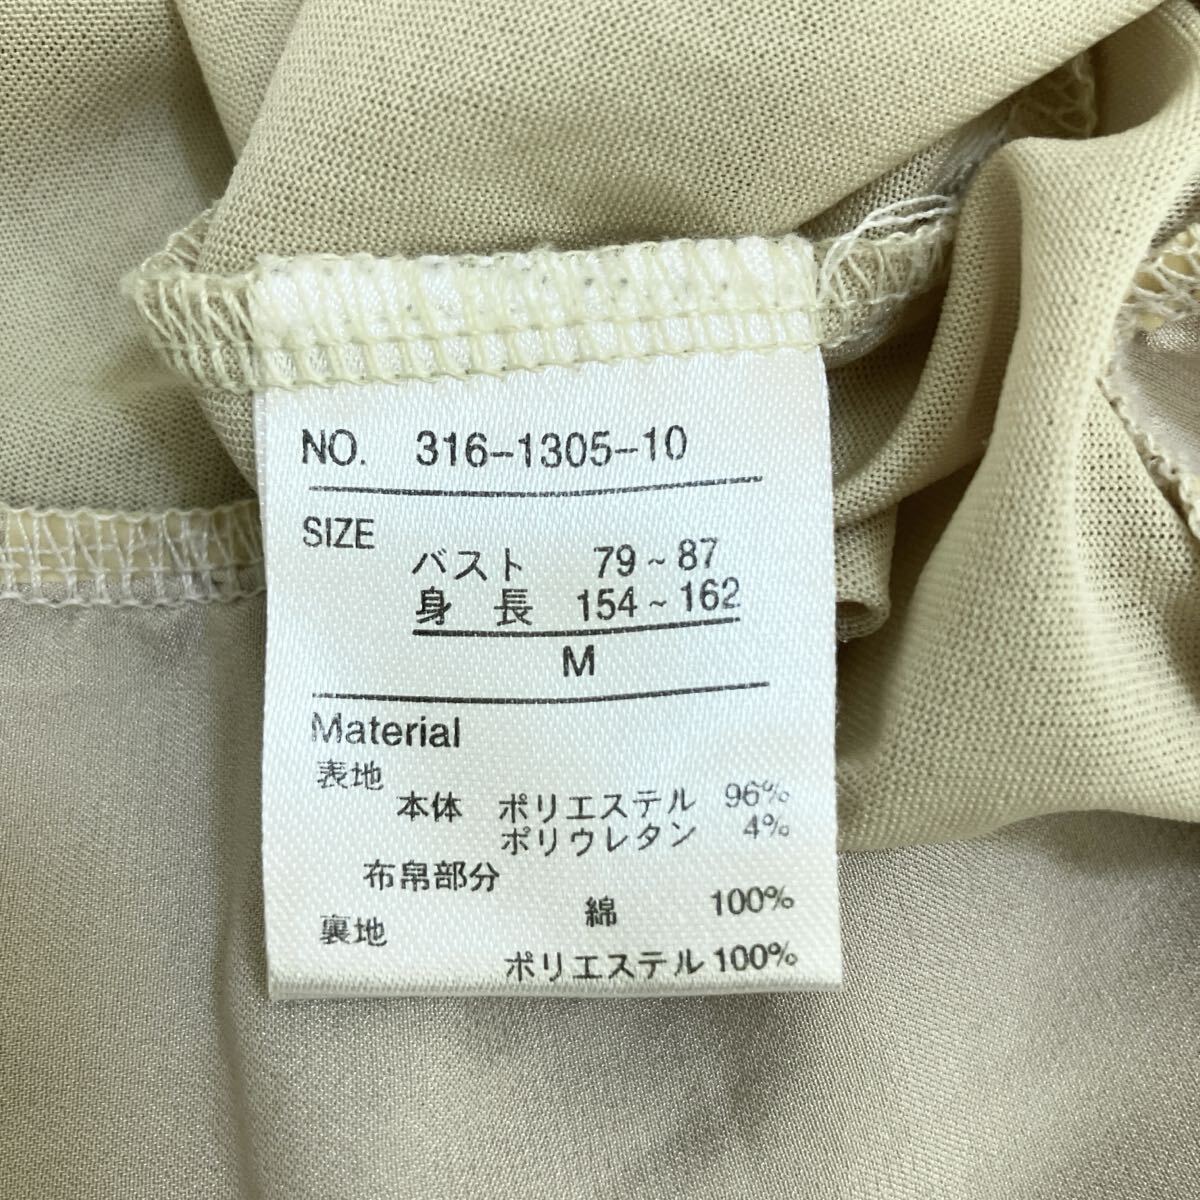 NO. 316-1305-10
SIZE
バスト 79~87
身長 154~162
M
Material
表地
本体 ポリエステル 96%
ポリウレタン 4%
布帛部分
綿 100%
裏地
ポリエステル 100%